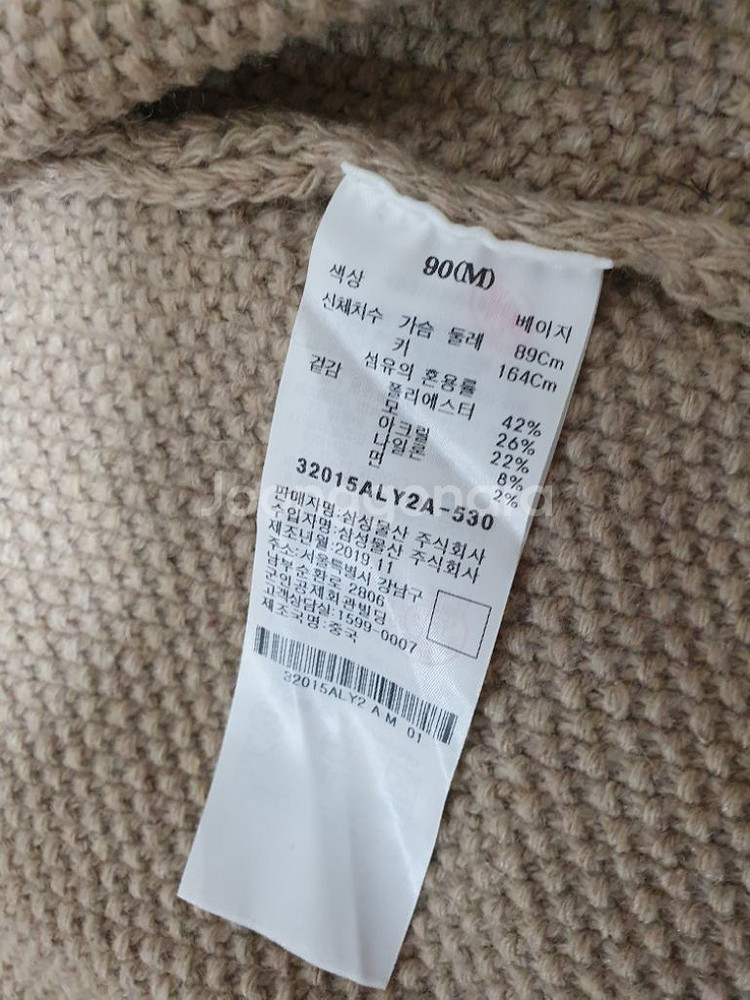 90(M)
색상 베이지
신체치수 가슴 둘레 89Cm
키 164Cm
섬유의 혼용률
겉감 폴리에스터 42%
모 26%
아크릴 22%
나일론 8%
면 2%
32015ALY2A-530
판매자명:삼성물산 주식회사
수입자명:삼성물산 주식회사
제조년월:2019.11
주소:서울특별시 강남구
남부순환로 2806
군인공제회관빌딩
고객상담실:1599-0007
제조국명:중국
32015ALY2 A M 01
Joonggonara